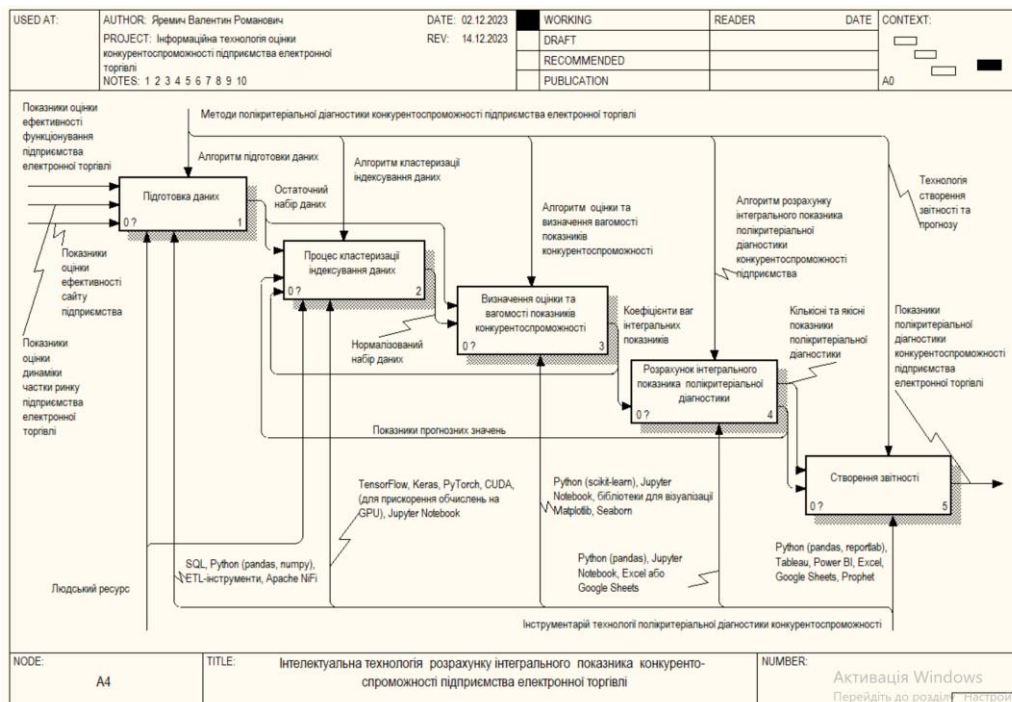 USED AT:
AUTHOR: Яремич Валентин Романович
DATE: 02.12.2023
PROJECT: Інформаційна технологія оцінки
конкурентоспроможності підприємства електронної
торгівлі
REV: 14.12.2023
NOTES: 1 2 3 4 5 6 7 8 9 10
WORKING
DRAFT
RECOMMENDED
PUBLICATION
READER
DATE
CONTEXT:
A0
Показники оцінки
ефективності
функціонування
підприємства
електронної торгівлі
Методи полікритеріальної діагностики конкурентоспроможності підприємства електронної торгівлі
Алгоритм підготовки даних
Алгоритм кластеризації
індексування даних
Алгоритм оцінки та
визначення вагомості
показників
конкурентоспроможності
Алгоритм розрахунку
інтегрального показника
полікритеріальної
діагностики
конкурентоспроможності
підприємства
Технологія
створення
звітності та
прогнозу
Підготовка даних
0 ?
1
Остаточний
набір даних
Процес кластеризації
індексування даних
0 ?
2
Показники
оцінки
ефективності
сайту
підприємства
Визначення оцінки та
вагомості показників
конкурентоспроможності
0 ?
3
Нормалізований
набір даних
Коефіцієнти ваг
інтегральних
показників
Кількісні та якісні
показники
полікритеріальної
діагностики
Показники
полікритеріальної
діагностики
конкурентоспроможності
підприємства
електронної торгівлі
Показники
оцінки
динаміки
частки ринку
підприємства
електронної
торгівлі
Розрахунок інтегрального
показника полікритеріальної
діагностики
0 ?
4
Показники прогнозних значень
Створення звітності
0 ?
5
TensorFlow, Keras, PyTorch, CUDA,
(для прискорення обчислень на
GPU), Jupyter Notebook
Python (scikit-learn), Jupyter
Notebook, бібліотеки для візуалізації
Matplotlib, Seaborn
SQL, Python (pandas, numpy),
ETL-інструменти, Apache NiFi
Python (pandas), Jupyter
Notebook, Excel або
Google Sheets
Python (pandas, reportlab),
Tableau, Power BI, Excel,
Google Sheets, Prophet
Людський ресурс
Інструментарій технології полікритеріальної діагностики конкурентоспроможності
NODE:
A4
TITLE:
Інтелектуальна технологія розрахунку інтегрального показника конкуренто-
спроможності підприємства електронної торгівлі
NUMBER:
Активація Windows
Перейдіть до розділу "Настрой